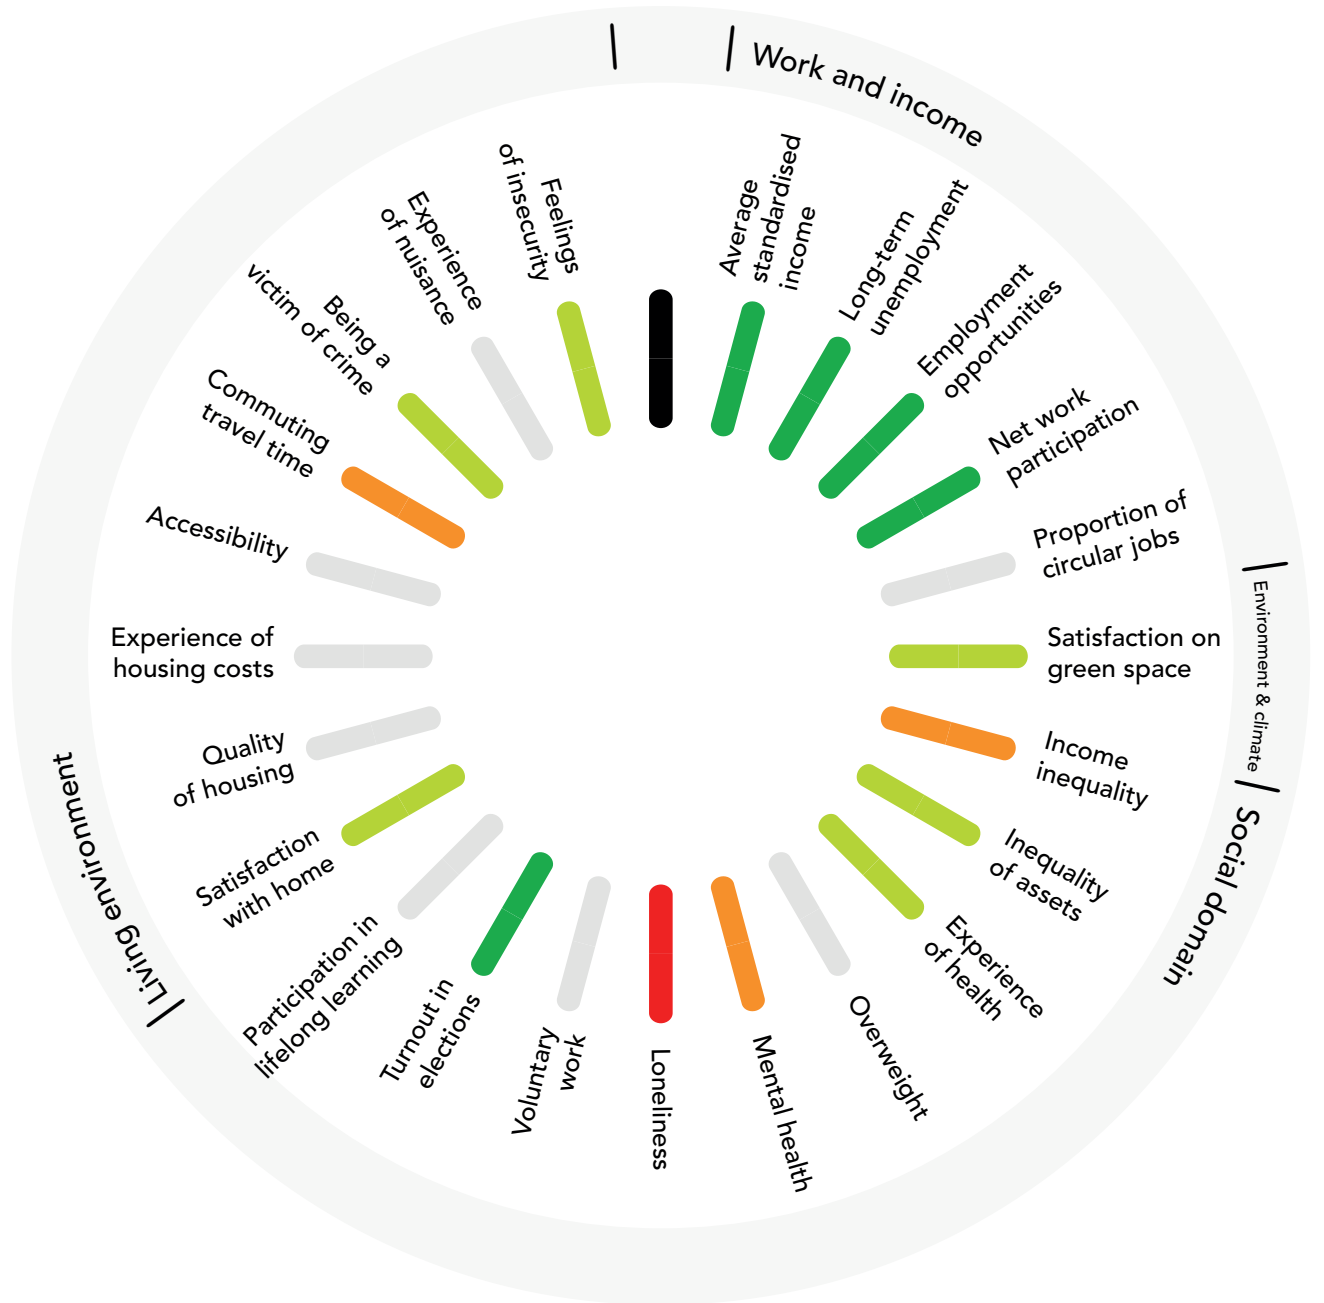 Work and income
Average
standardised
income
Long-term
unemployment
Employment
opportunities
Net work
participation
Proportion of
circular jobs
Environment & climate
Satisfaction on
green space
Social domain
Income
inequality
Inequality
of assets
Experience
of health
Overweight
Mental health
Loneliness
Voluntary
work
Turnout in
elections
Participation in
lifelong learning
Living environment
Satisfaction
with home
Quality
of housing
Experience of
housing costs
Accessibility
Commuting
travel time
Being a
victim of crime
Experience
of nuisance
Feelings
of insecurity